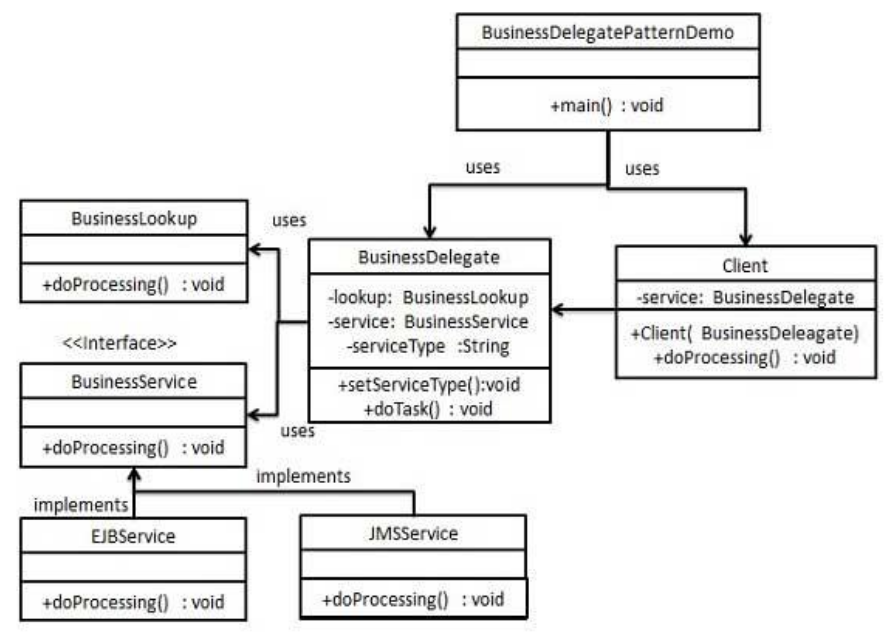 BusinessDelegatePatternDemo
+main() : void
uses
uses
BusinessLookup
+doProcessing() : void
uses
BusinessDelegate
-lookup: BusinessLookup
-service: BusinessService
-serviceType :String
+setServiceType():void
+doTask() : void
Client
-service: BusinessDelegate
+Client( BusinessDeleagate)
+doProcessing() : void
<<Interface>>
BusinessService
+doProcessing() : void
uses
implements
implements
EJBService
+doProcessing() : void
JMSService
+doProcessing() : void